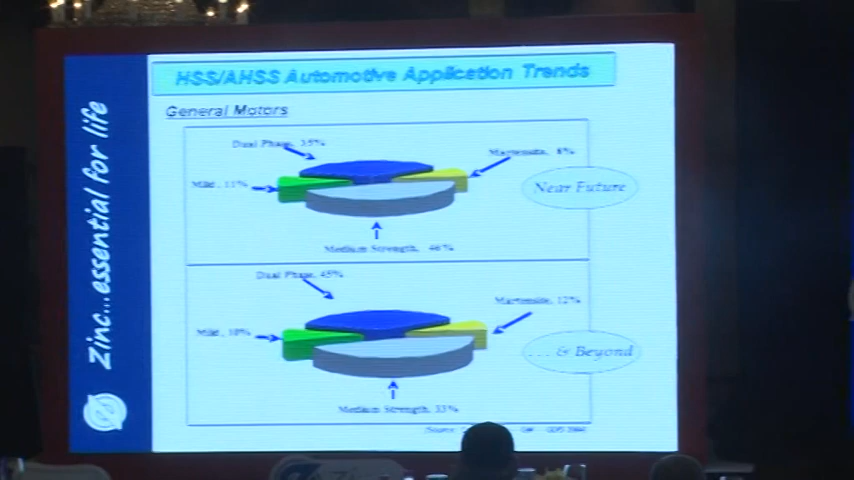 HSS/AHSS Automotive Application Trends
General Motors
Dual Phase, 35%
Martensite, 8%
Mild, 11%
Near Future
Medium Strength, 46%
Dual Phase, 45%
Martensite, 12%
Mild, 10%
... & Beyond
Medium Strength, 33%
(Source:
Zinc...essential for life